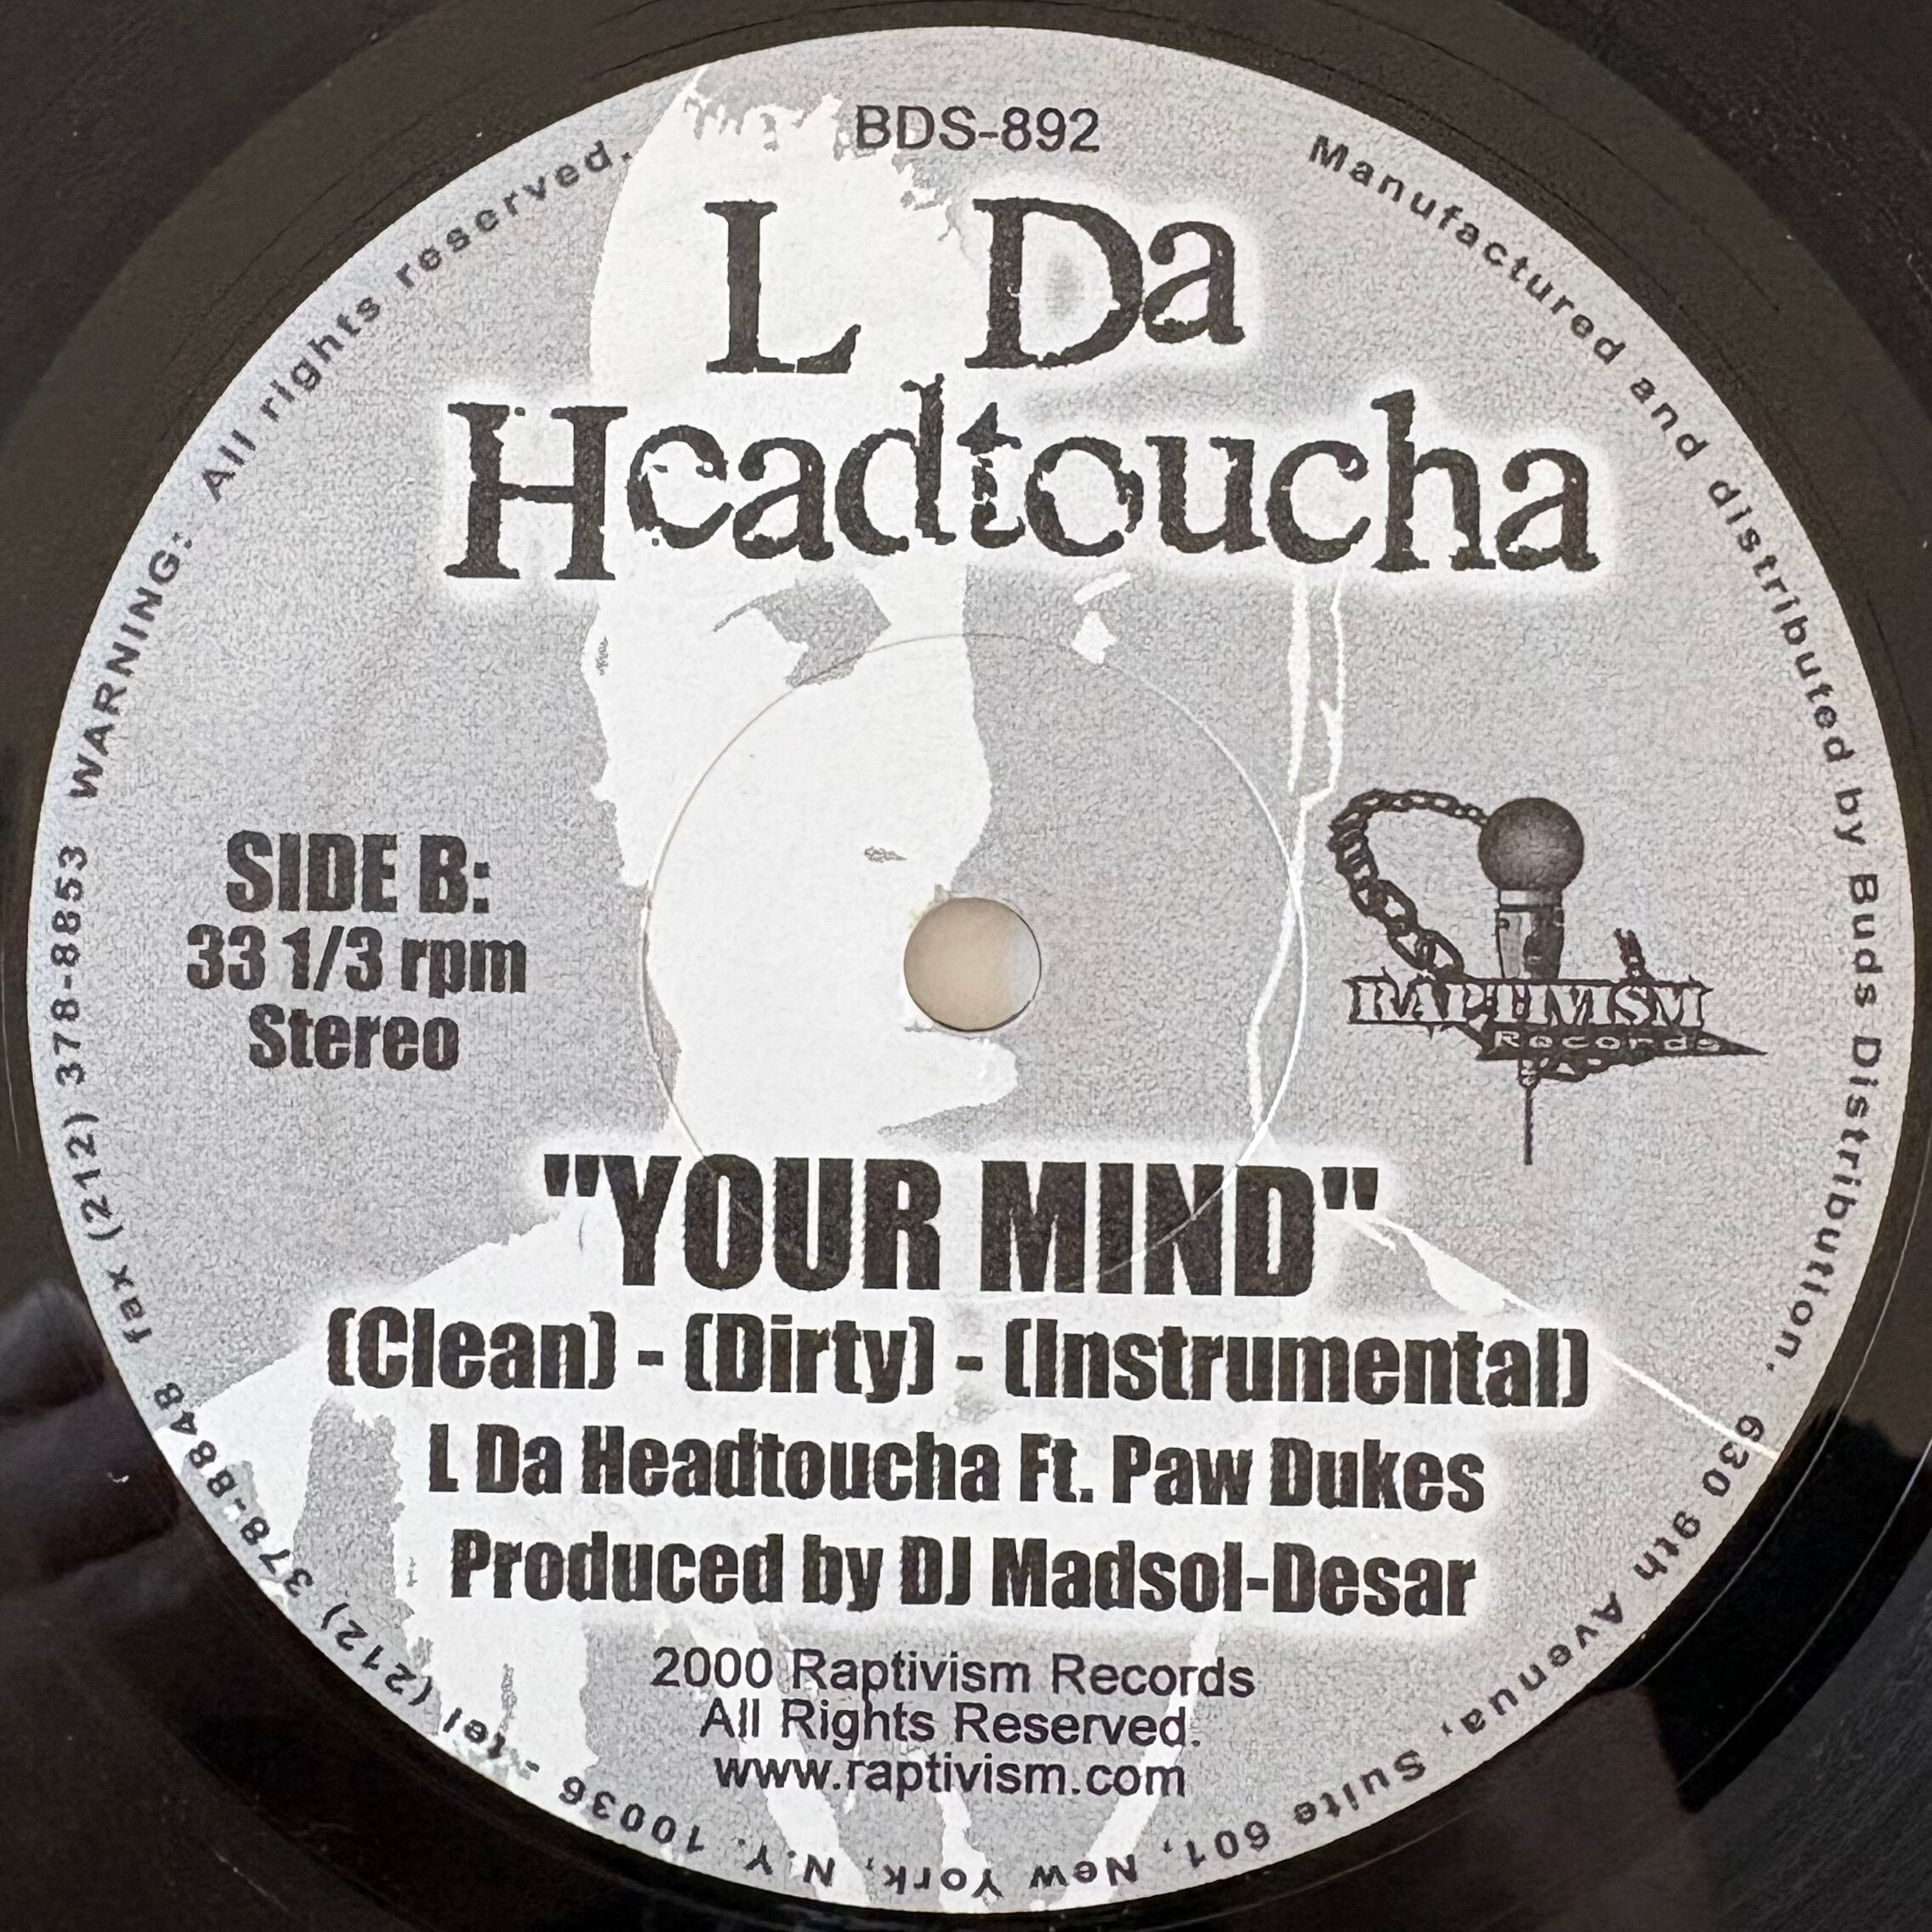 BDS-892
L Da
Headtoucha
SIDE B:
33 1/3 rpm
Stereo
RAPTIVISM
Records
"YOUR MIND"
(Clean) - (Dirty) - (Instrumental)
L Da Headtoucha Ft. Paw Dukes
Produced by DJ Madsol-Desar
2000 Raptivism Records
All Rights Reserved.
www.raptivism.com
Manufactured and distributed by Buds Distribution, 630 9th Avenua, Suite 601, New York, N.Y. 10036 - tel (212) 378-8848 fax (212) 378-8853 WARNING: All rights reserved.